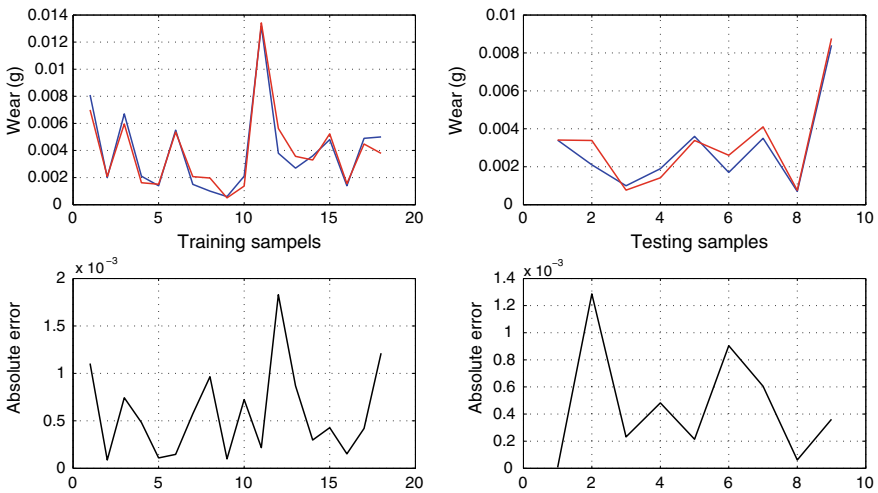 0.014
0.012
0.01
0.008
0.006
0.004
0.002
0
Wear (g)
0 5 10 15 20
Training sampels
0.01
0.008
0.006
0.004
0.002
0
Wear (g)
0 2 4 6 8 10
Testing samples
x 10⁻³
2
1.5
1
0.5
0
Absolute error
0 5 10 15 20
x 10⁻³
1.4
1.2
1
0.8
0.6
0.4
0.2
0
Absolute error
0 2 4 6 8 10